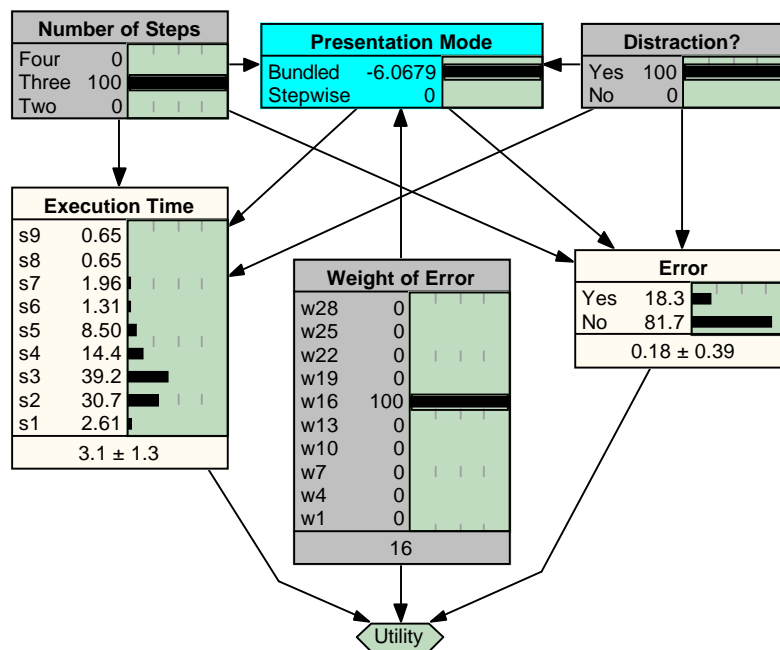 Number of Steps
Four 0
Three 100
Two 0
Presentation Mode
Bundled -6.0679
Stepwise 0
Distraction?
Yes 100
No 0
Execution Time
s9 0.65
s8 0.65
s7 1.96
s6 1.31
s5 8.50
s4 14.4
s3 39.2
s2 30.7
s1 2.61
3.1 ± 1.3
Weight of Error
w28 0
w25 0
w22 0
w19 0
w16 100
w13 0
w10 0
w7 0
w4 0
w1 0
16
Error
Yes 18.3
No 81.7
0.18 ± 0.39
Utility